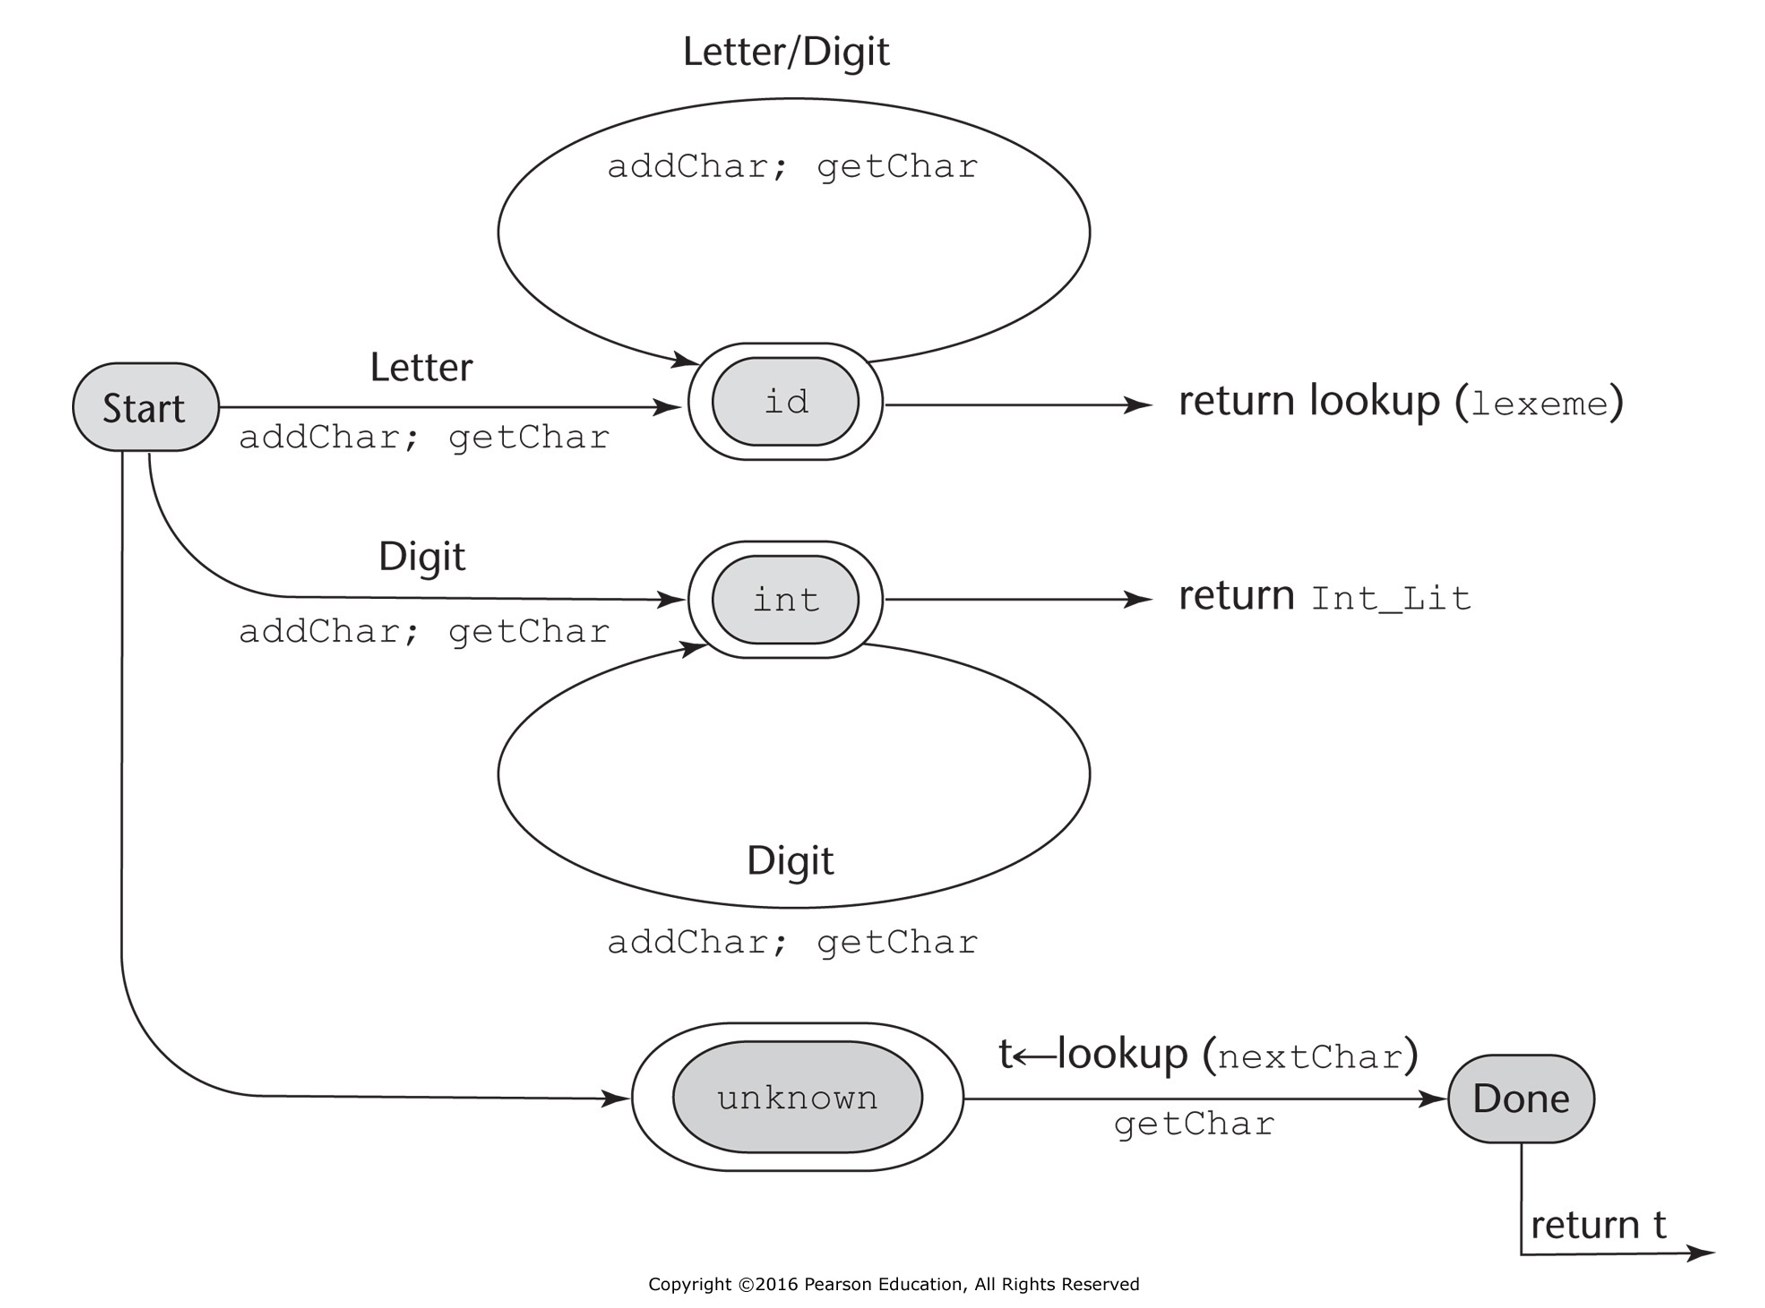 Letter/Digit
addChar; getChar
Start
Letter
addChar; getChar
id
return lookup (lexeme)
Digit
addChar; getChar
int
return Int_Lit
Digit
addChar; getChar
unknown
t←lookup (nextChar)
getChar
Done
return t
Copyright ©2016 Pearson Education, All Rights Reserved